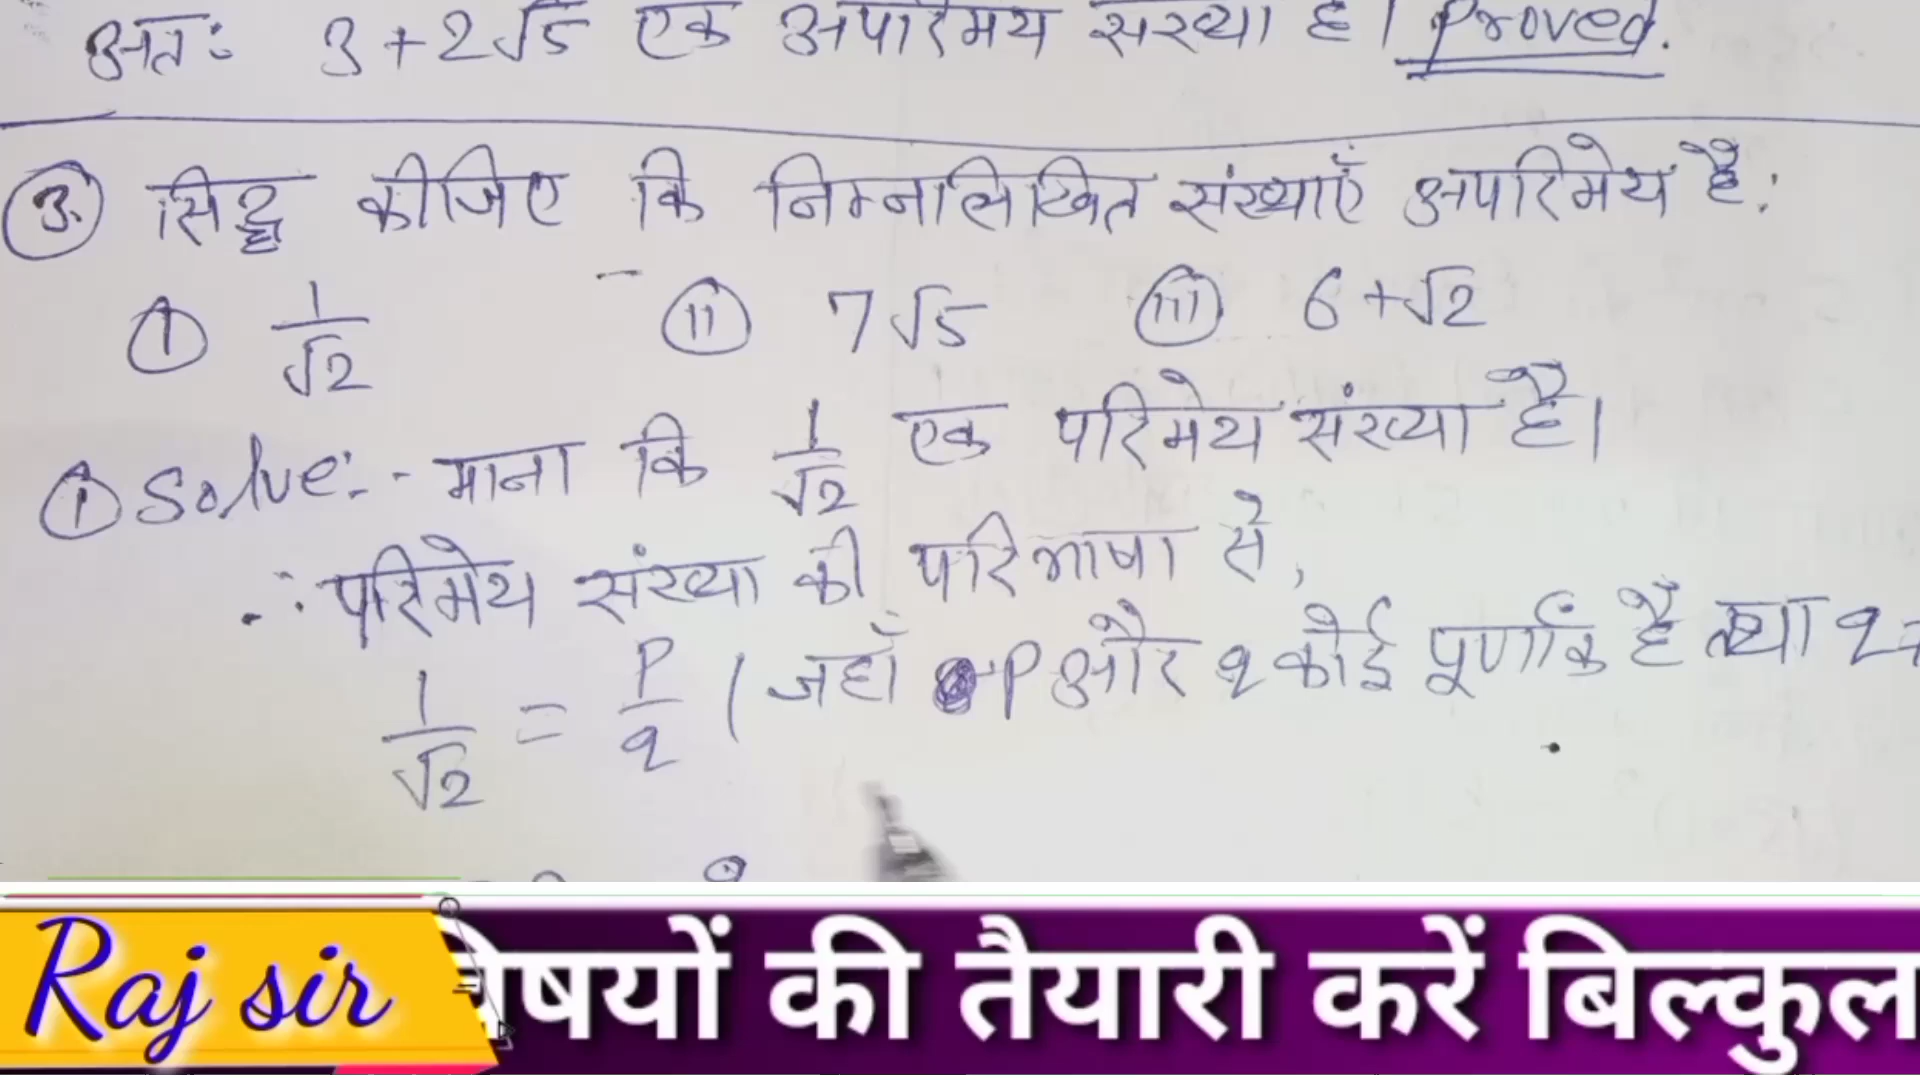 अतः 3+2√5 एक अपरिमेय संख्या है। Proved.
3. सिद्ध कीजिए कि निम्नलिखित संख्याएँ अपरिमेय हैं:
(i) 1/√2 (ii) 7√5 (iii) 6+√2
(i) Solve:- माना कि 1/√2 एक परिमेय संख्या है।
∴ परिमेय संख्या की परिभाषा से,
1/√2 = P/q (जहाँ P और q कोई पूर्णांक हैं तथा q
Raj sir
विषयों की तैयारी करें बिल्कुल